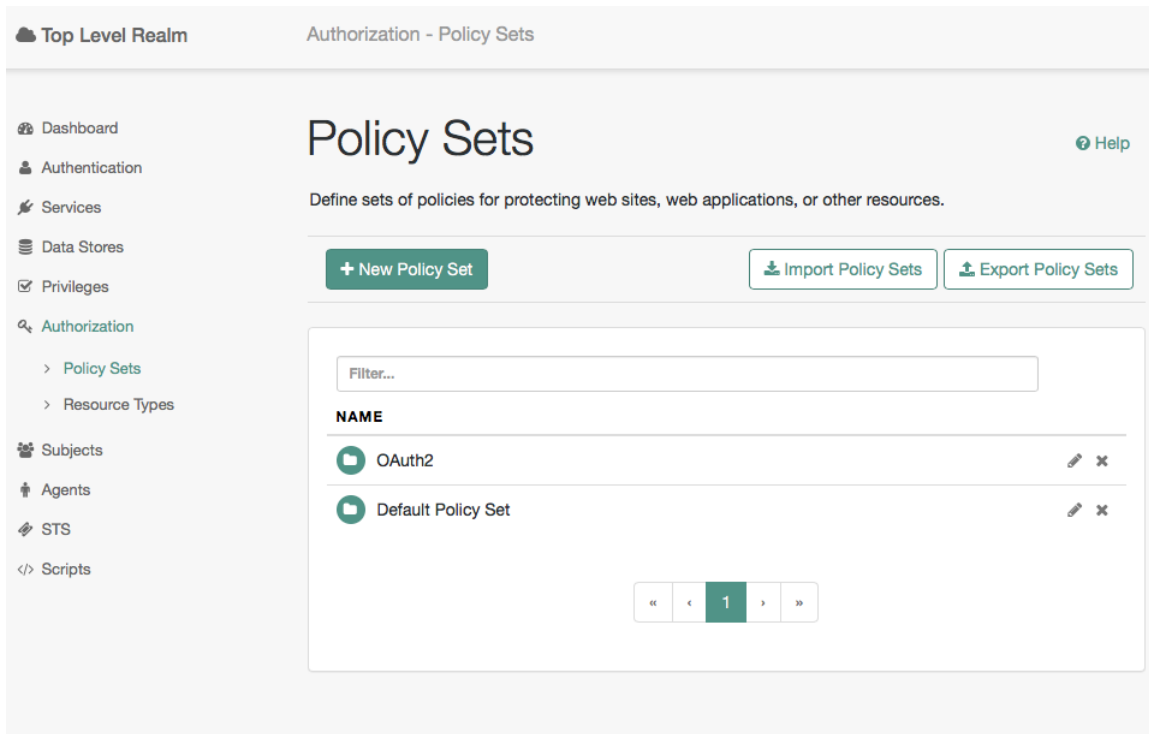 Top Level Realm
Authorization - Policy Sets
Dashboard
Authentication
Services
Data Stores
Privileges
Authorization
Policy Sets
Resource Types
Subjects
Agents
STS
Scripts
Policy Sets
Help
Define sets of policies for protecting web sites, web applications, or other resources.
New Policy Set
Import Policy Sets
Export Policy Sets
Filter...
NAME
OAuth2
Default Policy Set
« ‹ 1 › »